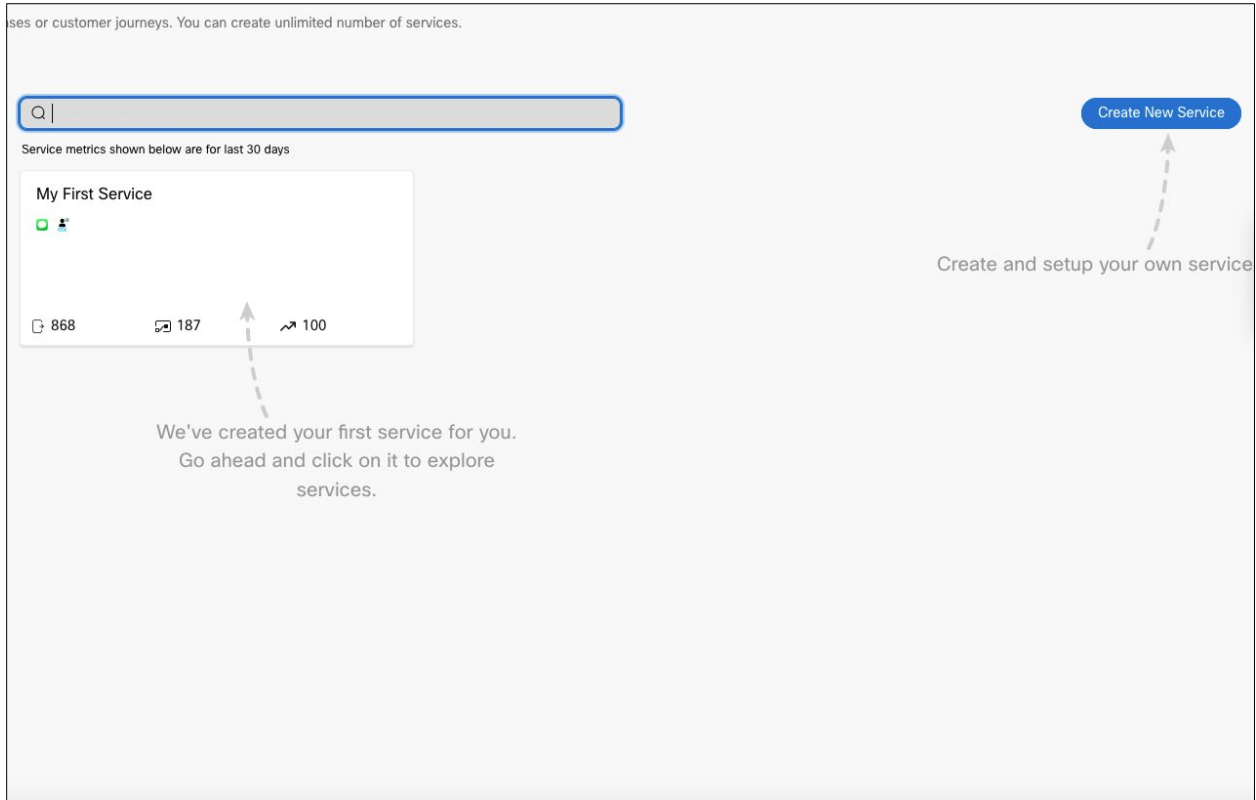 ses or customer journeys. You can create unlimited number of services.
Create New Service
Service metrics shown below are for last 30 days
My First Service
868 187 100
Create and setup your own service
We've created your first service for you.
Go ahead and click on it to explore
services.